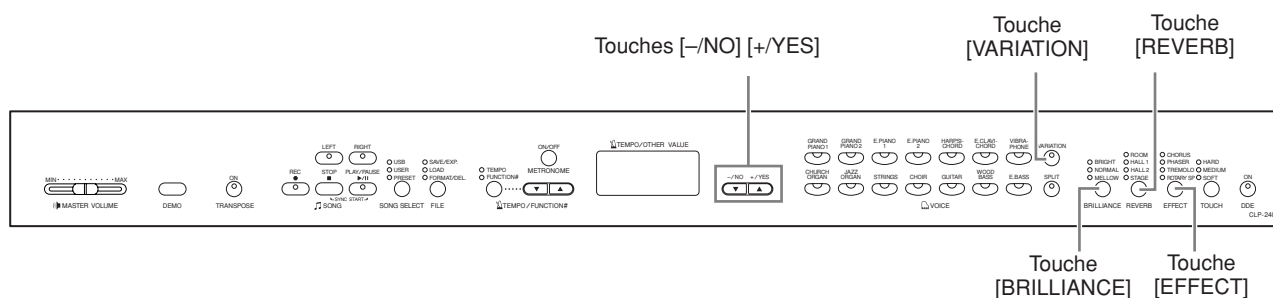 Touche
[VARIATION]
Touche
[REVERB]
Touches [–/NO] [+/YES]
MIN
MAX
MASTER VOLUME
DEMO
ON
TRANSPOSE
LEFT
RIGHT
REC
STOP
PLAY/PAUSE
SYNC START
SONG
USB
USER
PRESET
SONG SELECT
SAVE/EXP.
LOAD
FORMAT/DEL.
FILE
TEMPO
FUNCTION#
ON/OFF
METRONOME
TEMPO/FUNCTION#
TEMPO/OTHER VALUE
–/NO
+/YES
GRAND
PIANO 1
GRAND
PIANO 2
E.PIANO
1
E.PIANO
2
HARPSI-
CHORD
E.CLAVI-
CHORD
VIBRA-
PHONE
VARIATION
CHURCH
ORGAN
JAZZ
ORGAN
STRINGS
CHOIR
GUITAR
WOOD
BASS
E.BASS
SPLIT
VOICE
BRIGHT
NORMAL
MELLOW
BRILLIANCE
ROOM
HALL 1
HALL 2
STAGE
REVERB
CHORUS
PHASER
TREMOLO
ROTARY SP
EFFECT
HARD
MEDIUM
SOFT
TOUCH
ON
DDE
Touche
[BRILLIANCE]
Touche
[EFFECT]